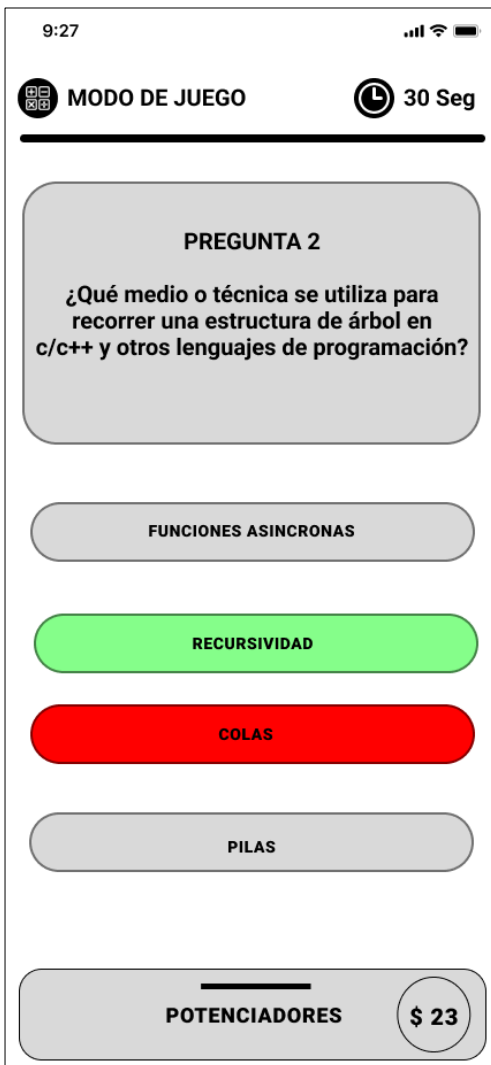 9:27
MODO DE JUEGO
30 Seg
PREGUNTA 2
¿Qué medio o técnica se utiliza para
recorrer una estructura de árbol en
c/c++ y otros lenguajes de programación?
FUNCIONES ASINCRONAS
RECURSIVIDAD
COLAS
PILAS
POTENCIADORES
$ 23